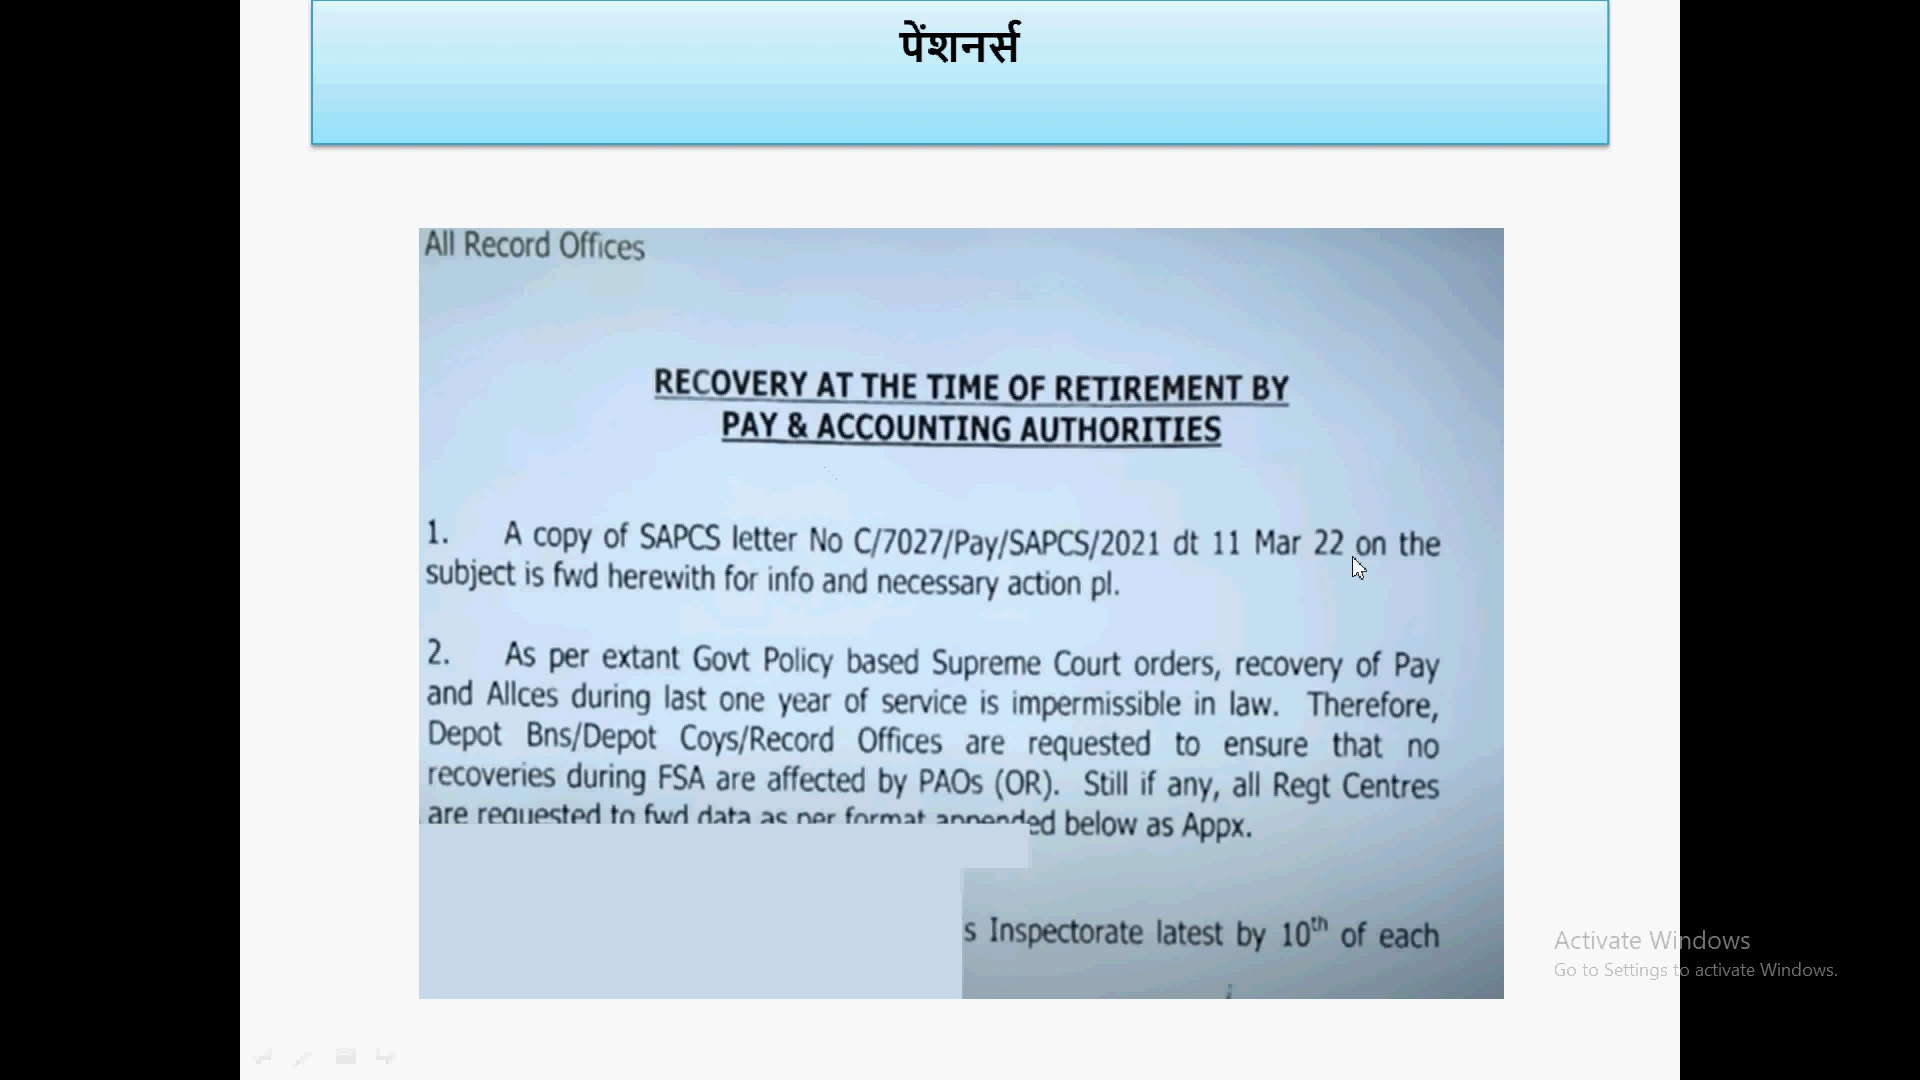 पेंशनर्स
All Record Offices
RECOVERY AT THE TIME OF RETIREMENT BY
PAY & ACCOUNTING AUTHORITIES
1. A copy of SAPCS letter No C/7027/Pay/SAPCS/2021 dt 11 Mar 22 on the
subject is fwd herewith for info and necessary action pl.
2. As per extant Govt Policy based Supreme Court orders, recovery of Pay
and Allces during last one year of service is impermissible in law. Therefore,
Depot Bns/Depot Coys/Record Offices are requested to ensure that no
recoveries during FSA are affected by PAOs (OR). Still if any, all Regt Centres
are requested to fwd data as per format appended below as Appx.
s Inspectorate latest by 10th of each
Activate Windows
Go to Settings to activate Windows.